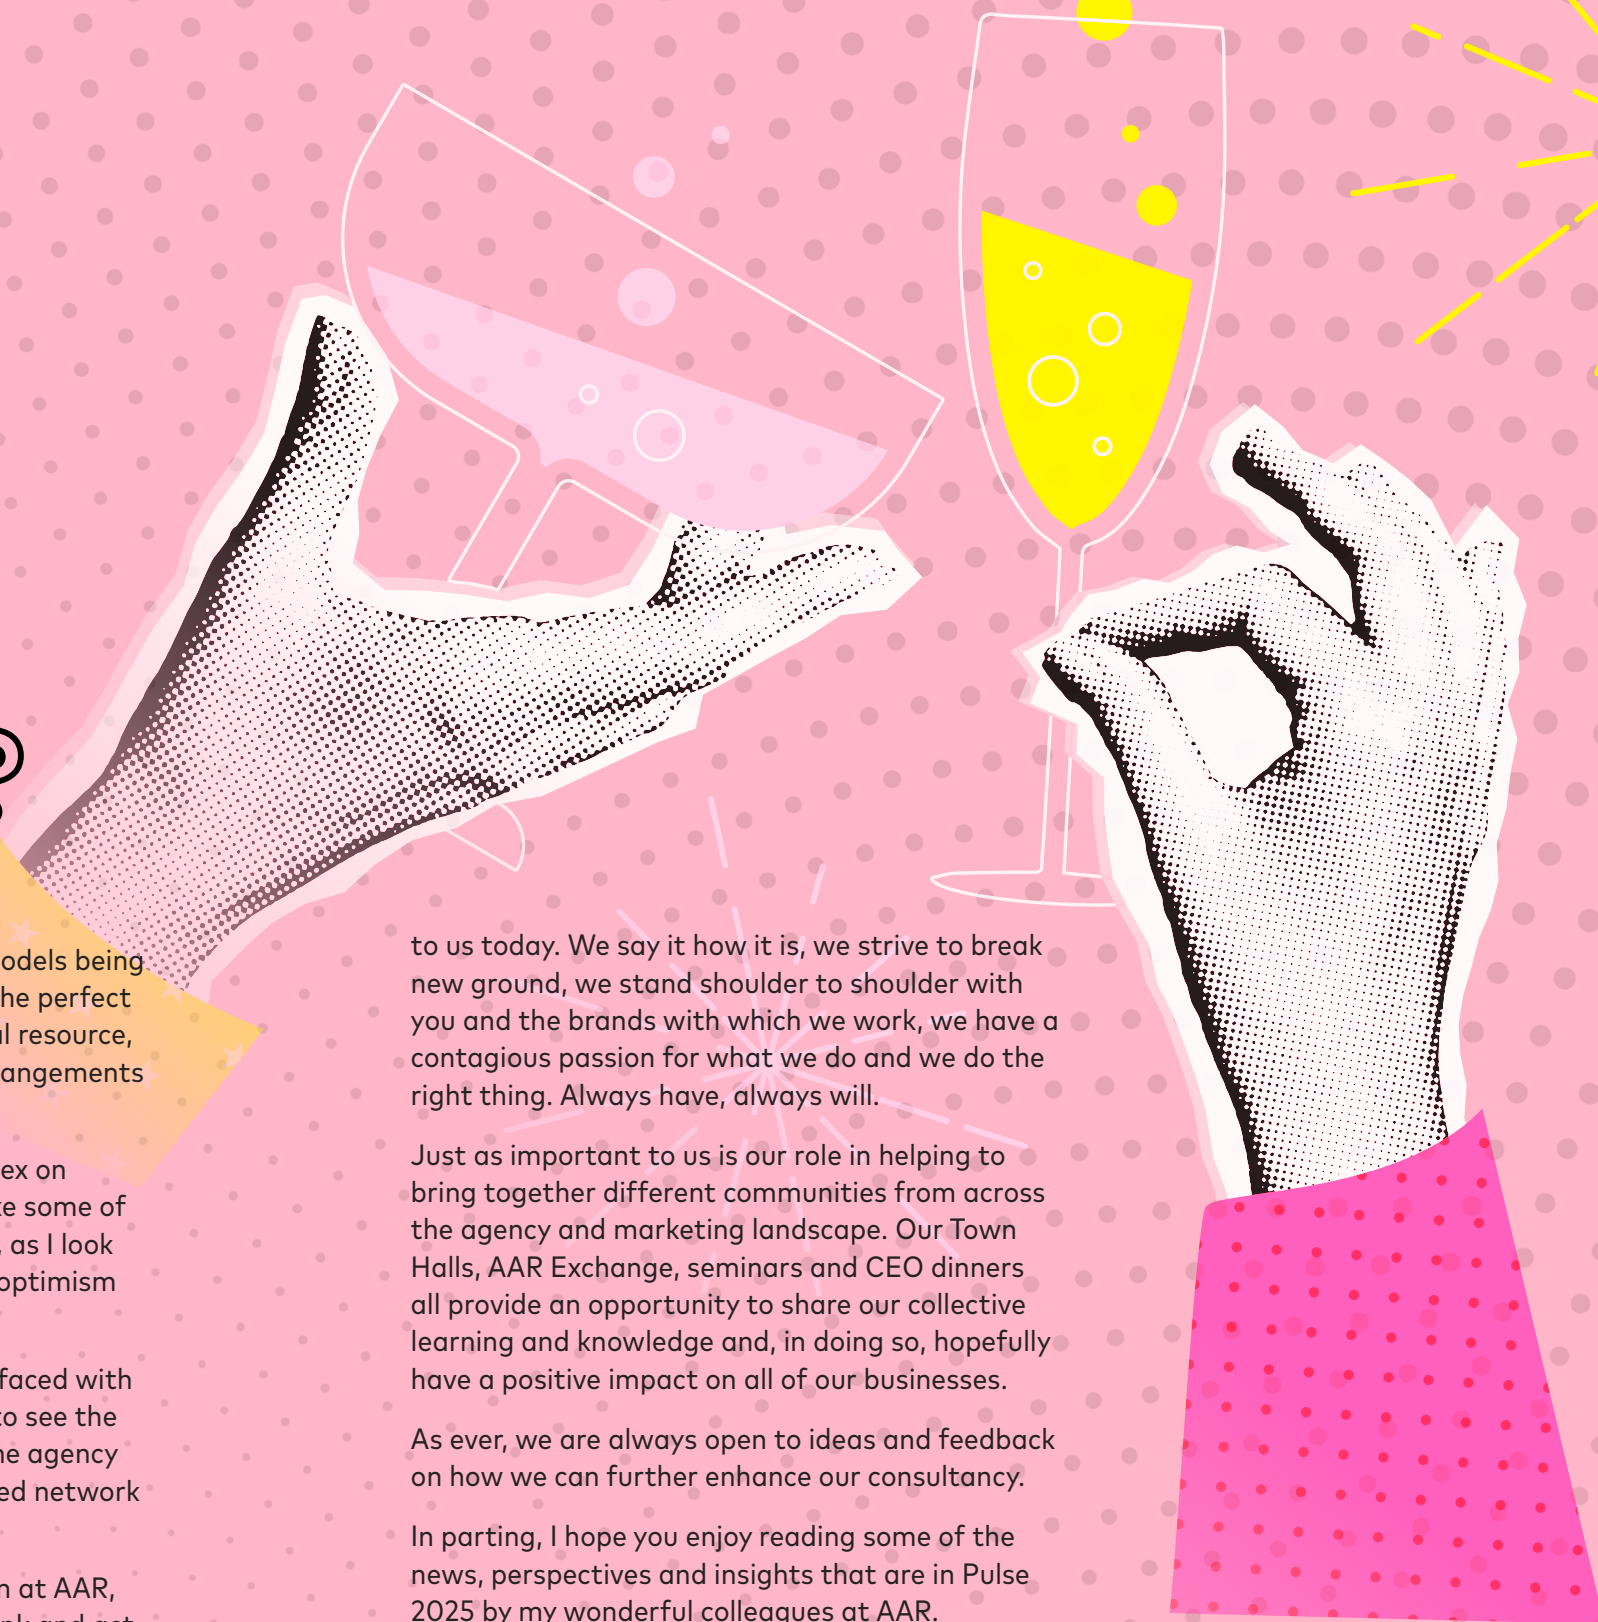 odels being
he perfect
resource,
angements
ex on
some of
, as I look
optimism
faced with
to see the
agency
network
at AAR,
to us today. We say it how it is, we strive to break
new ground, we stand shoulder to shoulder with
you and the brands with which we work, we have a
contagious passion for what we do and we do the
right thing. Always have, always will.
Just as important to us is our role in helping to
bring together different communities from across
the agency and marketing landscape. Our Town
Halls, AAR Exchange, seminars and CEO dinners
all provide an opportunity to share our collective
learning and knowledge and, in doing so, hopefully
have a positive impact on all of our businesses.
As ever, we are always open to ideas and feedback
on how we can further enhance our consultancy.
In parting, I hope you enjoy reading some of the
news, perspectives and insights that are in Pulse
2025 by my wonderful colleagues at AAR.